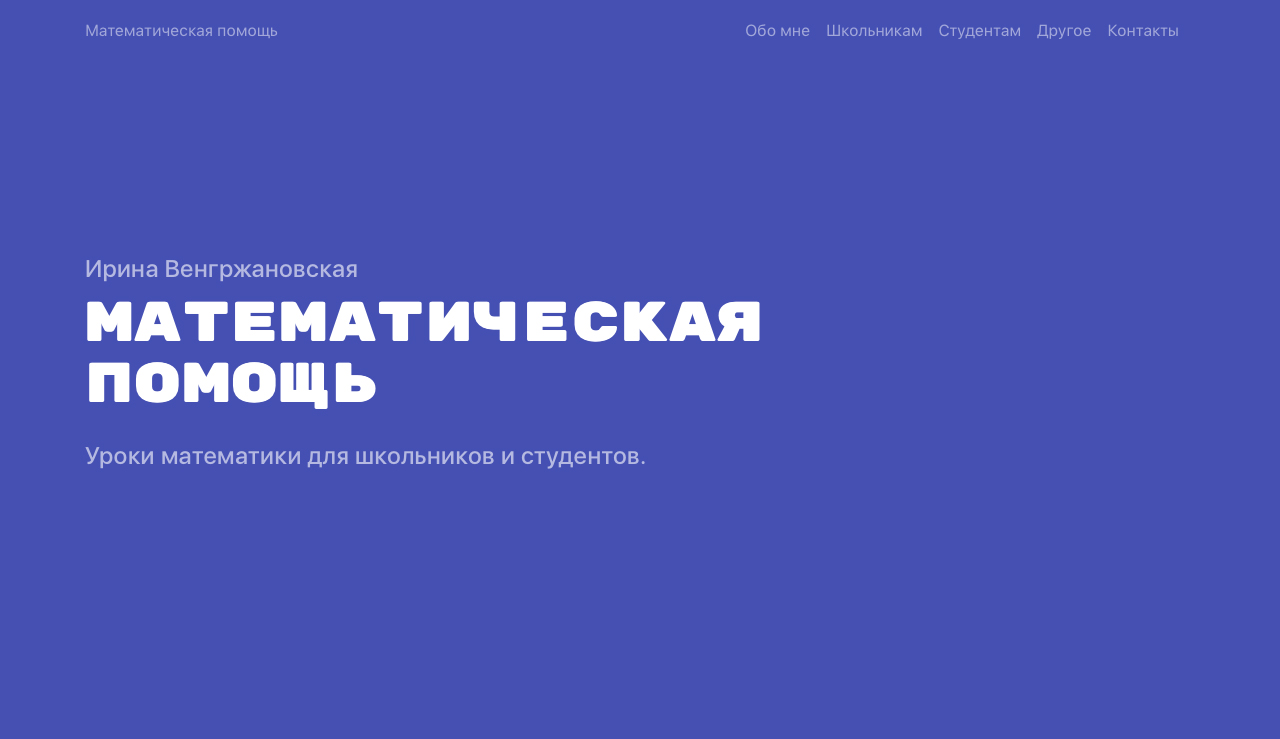 Математическая помощь
Обо мне Школьникам Студентам Другое Контакты
Ирина Венгржановская
МАТЕМАТИЧЕСКАЯ
ПОМОЩЬ
Уроки математики для школьников и студентов.